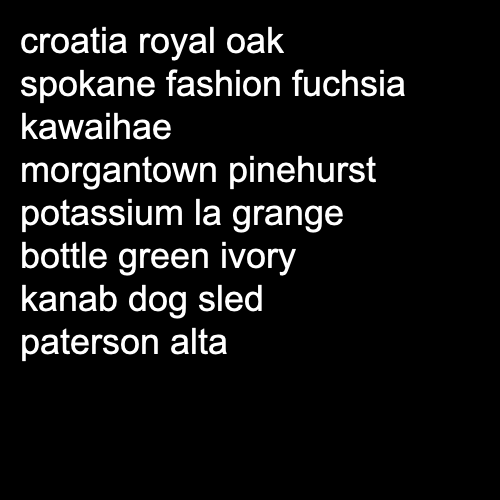 croatia royal oak
spokane fashion fuchsia
kawaihae
morgantown pinehurst
potassium la grange
bottle green ivory
kanab dog sled
paterson alta